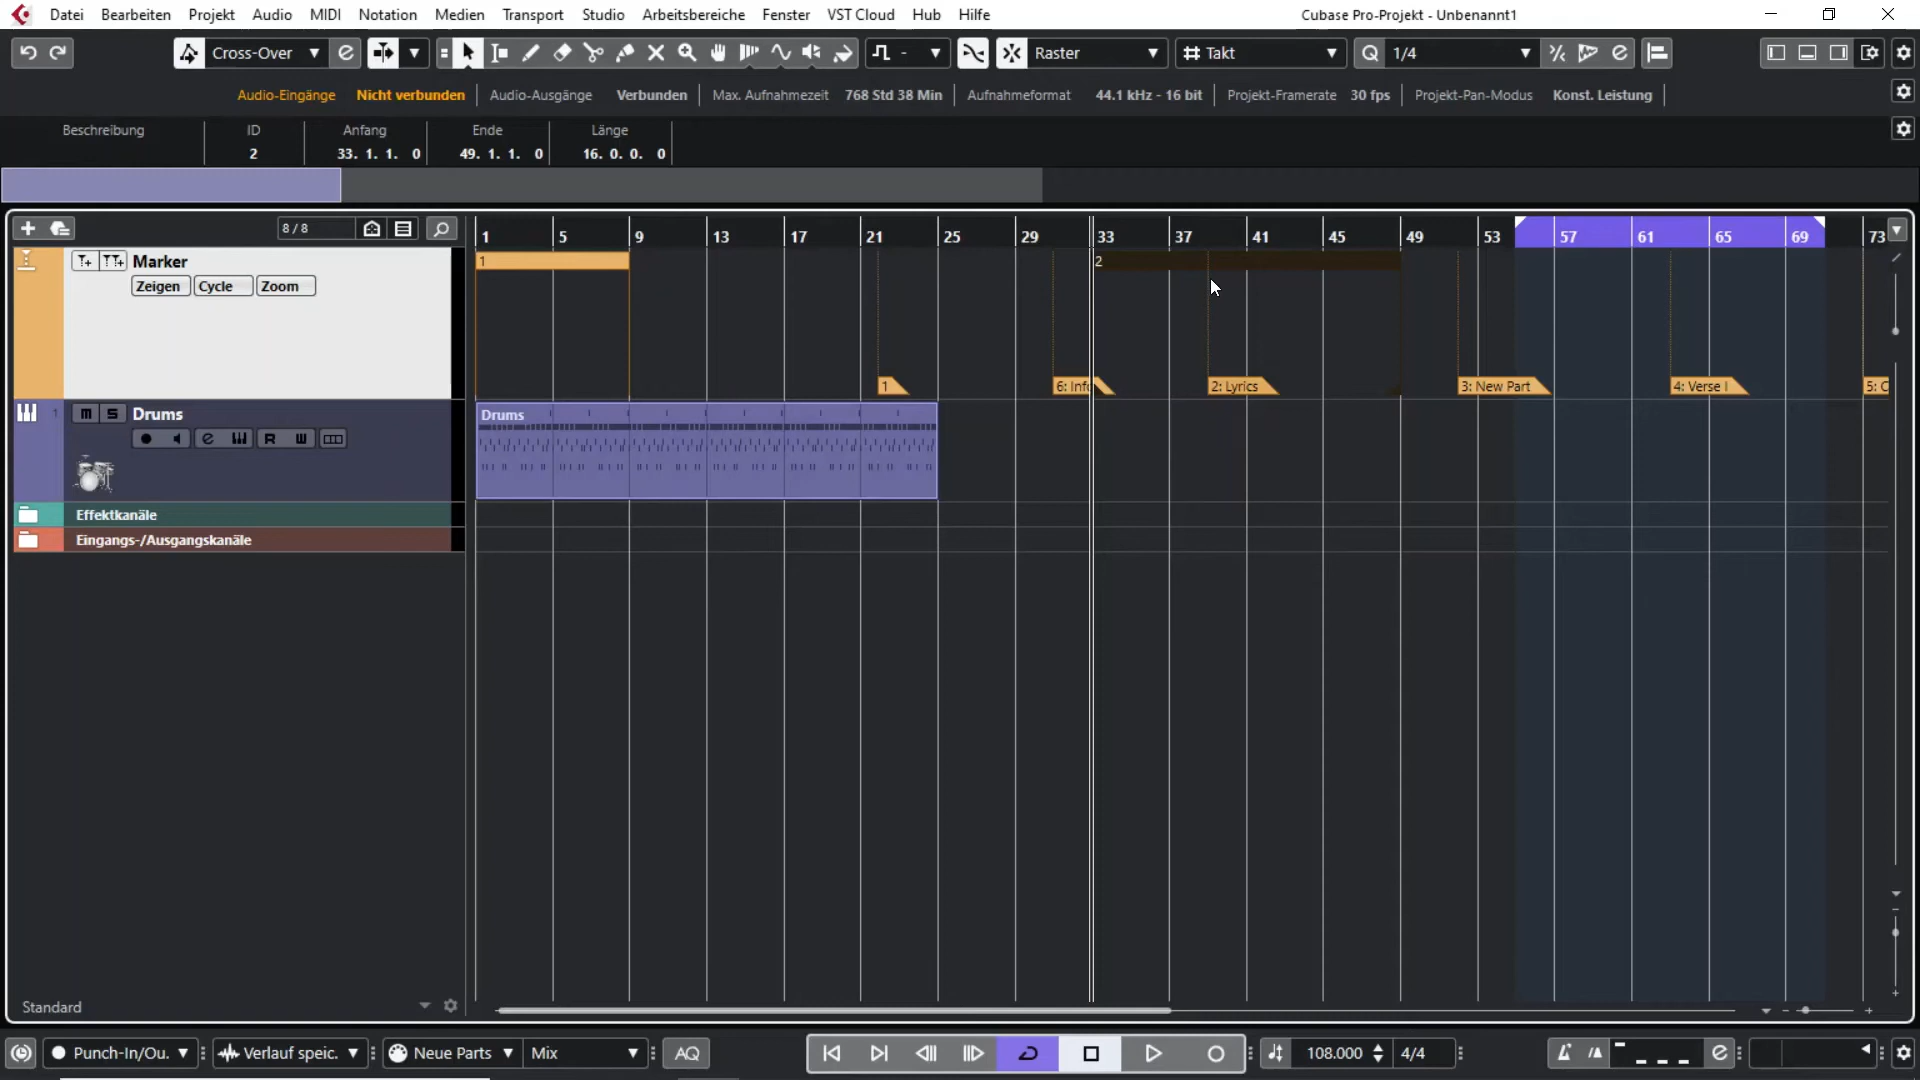 Datei Bearbeiten Projekt Audio MIDI Notation Medien Transport Studio Arbeitsbereiche Fenster VST Cloud Hub Hilfe Cubase Pro-Projekt - Unbenannt1
Cross-Over Raster Takt Q 1/4
Audio-Eingänge Nicht verbunden Audio-Ausgänge Verbunden Max. Aufnahmezeit 768 Std 38 Min Aufnahmeformat 44.1 kHz - 16 bit Projekt-Framerate 30 fps Projekt-Pan-Modus Konst. Leistung
Beschreibung ID Anfang Ende Länge
2 33. 1. 1. 0 49. 1. 1. 0 16. 0. 0. 0
8/8 1 5 9 13 17 21 25 29 33 37 41 45 49 53 57 61 65 69 73
Marker 1 2
Zeigen Cycle Zoom
1 6: Info 2: Lyrics 3: New Part 4: Verse I 5: C
m S Drums Drums
e R W
Effektkanäle
Eingangs-/Ausgangskanäle
Standard
Punch-In/Ou. Verlauf speic. Neue Parts Mix AQ 108.000 4/4 e